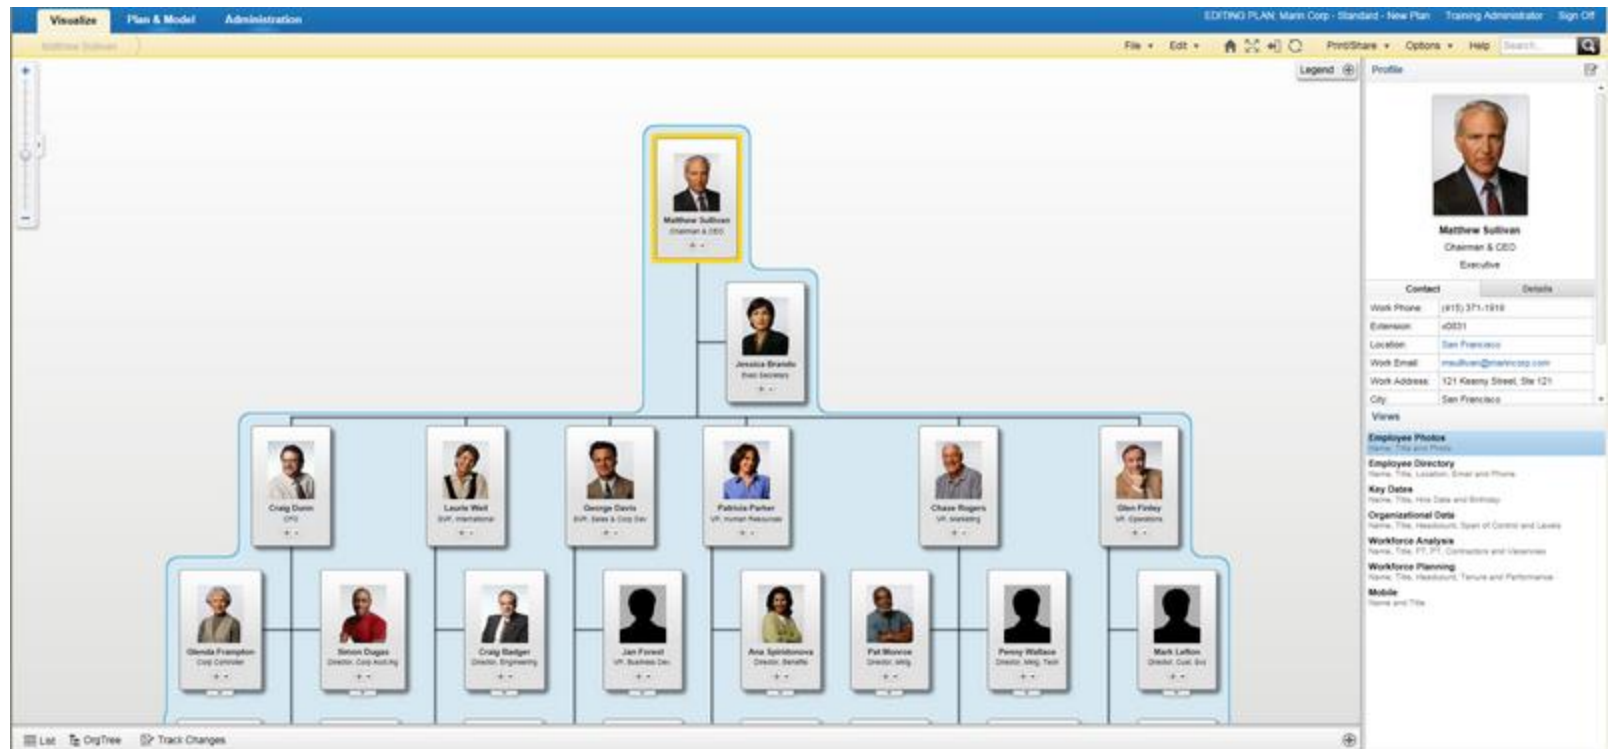 Visualize Plan & Model Administration
EDITING PLAN: Marin Corp - Standard - New Plan Training Administrator Sign Off
Matthew Sullivan
File Edit Print/Share Options Help Search...
Legend
Profile
Matthew Sullivan
Chairman & CEO
Jessica Brando
Exec Secretary
Craig Dunn
CFO
Laurie Weil
SVP, International
George Davis
SVP, Sales & Corp Dev
Patricia Parker
VP, Human Resources
Chase Rogers
VP, Marketing
Glen Finley
VP, Operations
Glenda Frampton
Corp Controller
Simon Dugas
Director, Corp Acct'ng
Craig Badger
Director, Engineering
Jan Forest
VP, Business Dev.
Ana Spiridonova
Director, Benefits
Pat Monroe
Director, Mktg
Penny Wallace
Director, Mktg, Tech
Mark Lofton
Director, Cust. Svc
Matthew Sullivan
Chairman & CEO
Executive
Contact Details
Work Phone: (415) 371-1919
Extension: x0031
Location: San Francisco
Work Email: msullivan@marincorp.com
Work Address: 121 Kearny Street, Ste 121
City: San Francisco
Views
Employee Photos
Name, Title and Photo
Employee Directory
Name, Title, Location, Email and Phone
Key Dates
Name, Title, Hire Date and Birthday
Organizational Data
Name, Title, Headcount, Span of Control and Levels
Workforce Analysis
Name, Title, FT, PT, Contractors and Vacancies
Workforce Planning
Name, Title, Headcount, Tenure and Performance
Mobile
Name and Title
List OrgTree Track Changes